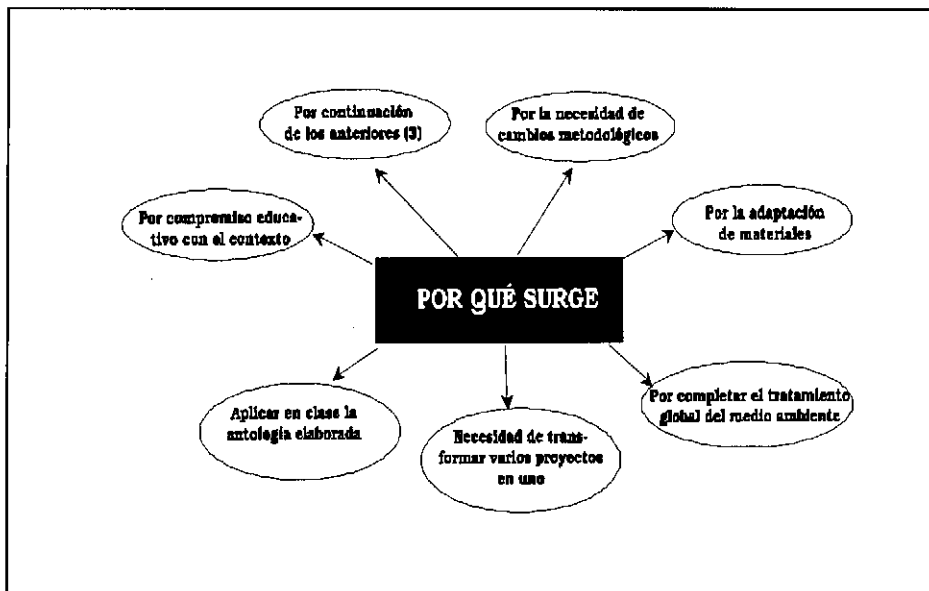 Por continuación
de los anteriores (3)
Por la necesidad de
cambios metodológicos
Por compromiso educa-
tivo con el contexto
Por la adaptación
de materiales
POR QUÉ SURGE
Aplicar en clase la
antología elaborada
Necesidad de trans-
formar varios proyectos
en uno
Por completar el tratamiento
global del medio ambiente